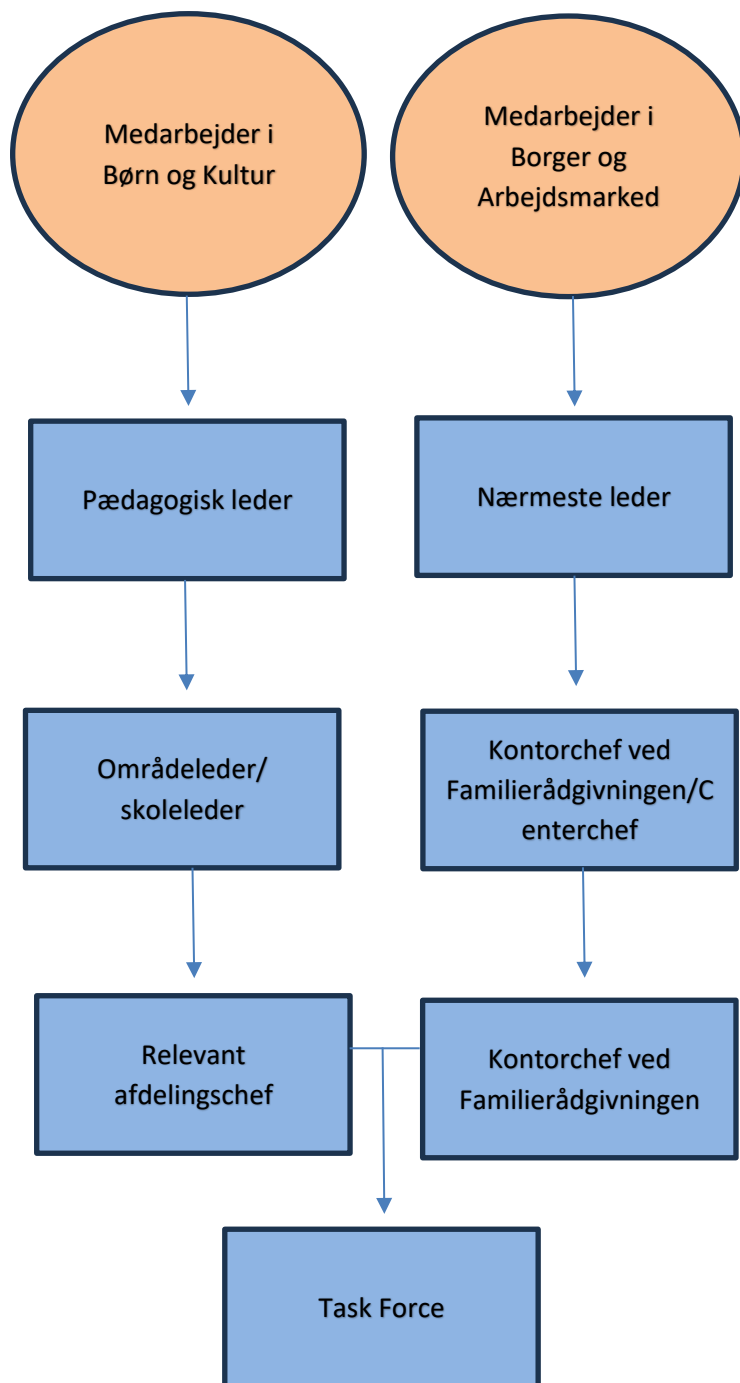 Medarbejder i
Børn og Kultur
Medarbejder i
Borger og
Arbejdsmarked
Pædagogisk leder
Nærmeste leder
Områdeleder/
skoleleder
Kontorchef ved
Familierådgivningen/C
enterchef
Relevant
afdelingschef
Kontorchef ved
Familierådgivningen
Task Force